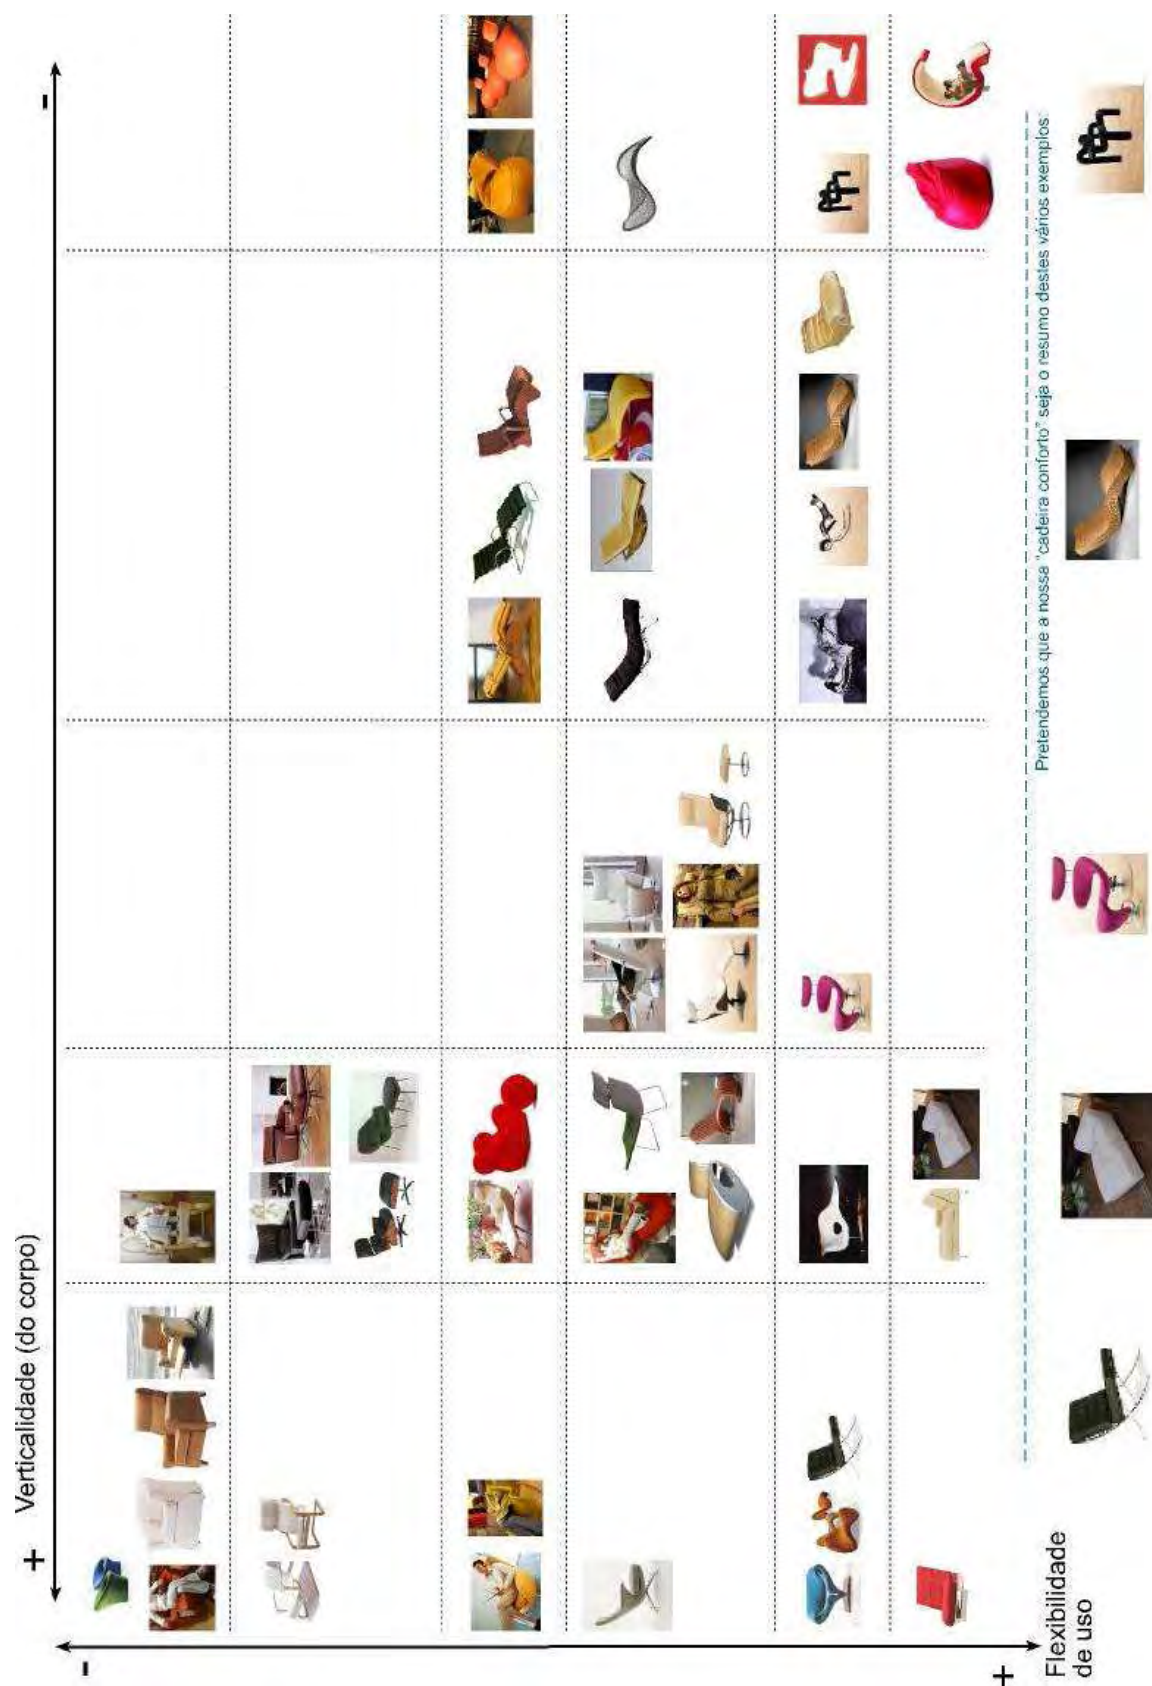 + Verticalidade (do corpo) -
-
+
Flexibilidade
de uso
Pretendemos que a nossa "cadeira conforto" seja o resumo destes vários exemplos: